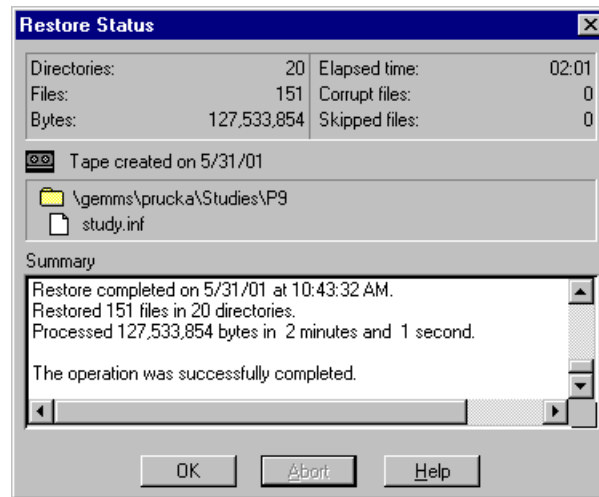 Restore Status
Directories: 20 Elapsed time: 02:01
Files: 151 Corrupt files: 0
Bytes: 127,533,854 Skipped files: 0
Tape created on 5/31/01
\gemms\prucka\Studies\P9
study.inf
Summary
Restore completed on 5/31/01 at 10:43:32 AM.
Restored 151 files in 20 directories.
Processed 127,533,854 bytes in 2 minutes and 1 second.
The operation was successfully completed.
OK Abort Help